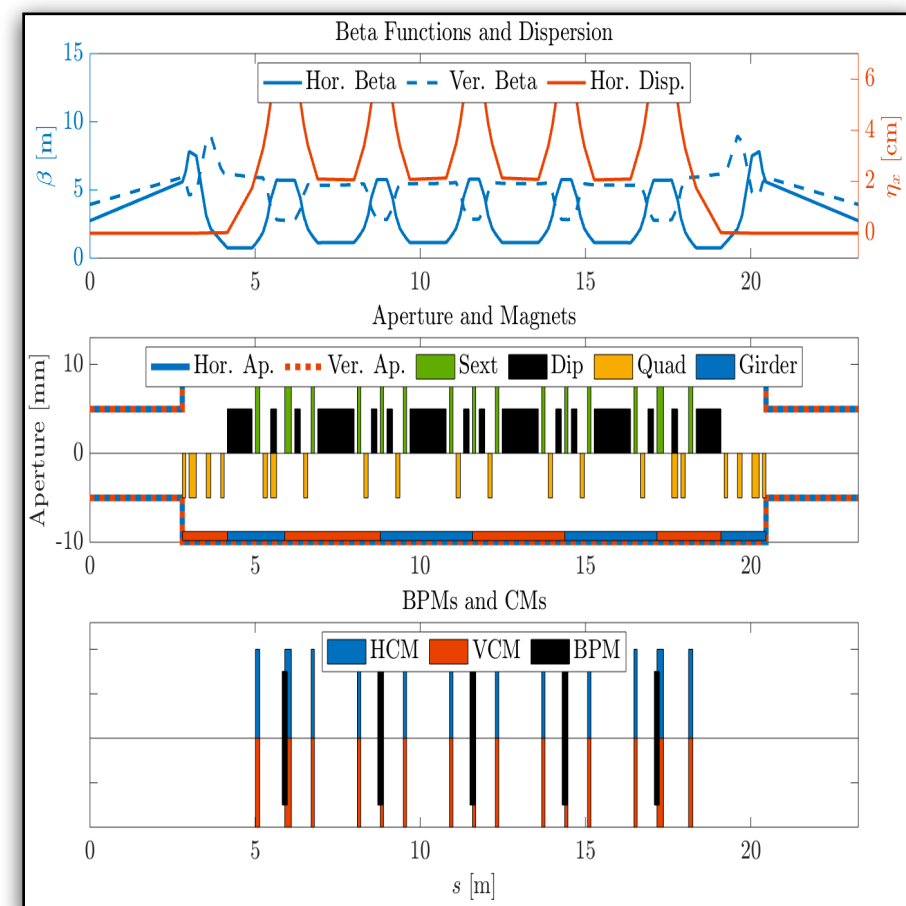 Beta Functions and Dispersion
Hor. Beta Ver. Beta Hor. Disp.
β [m]
15
10
5
0
ηx (cm)
6
4
2
0
0 5 10 15 20
Aperture and Magnets
Hor. Ap. Ver. Ap. Sext Dip Quad Girder
Aperture [mm]
10
0
-10
0 5 10 15 20
BPMs and CMs
HCM VCM BPM
0 5 10 15 20
s [m]